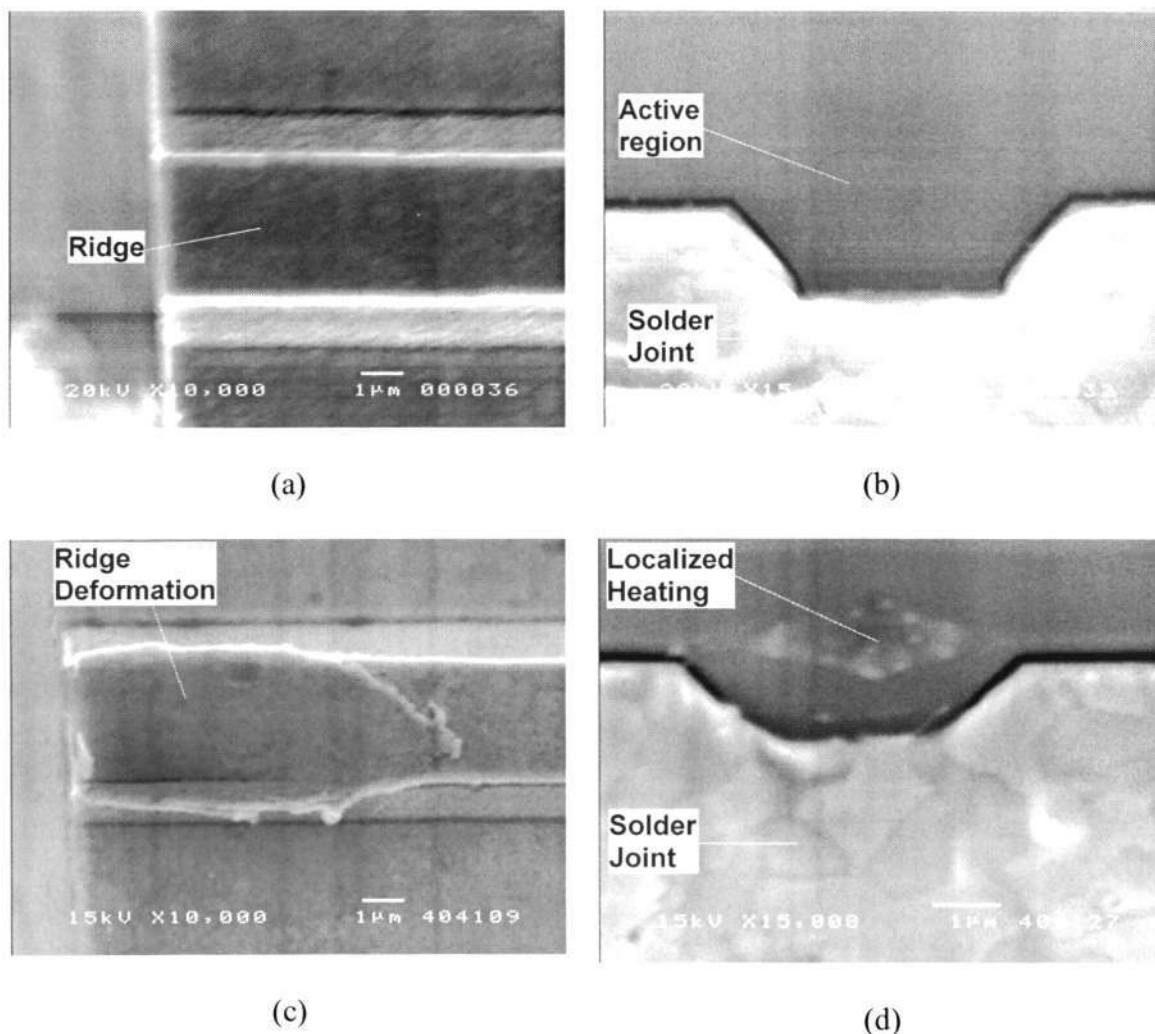 Ridge
20kV X10,000 1μm 000036
(a)
Active
region
Solder
Joint
(b)
Ridge
Deformation
15kV X10,000 1μm 404109
(c)
Localized
Heating
Solder
Joint
15kV X15,000 1μm
(d)